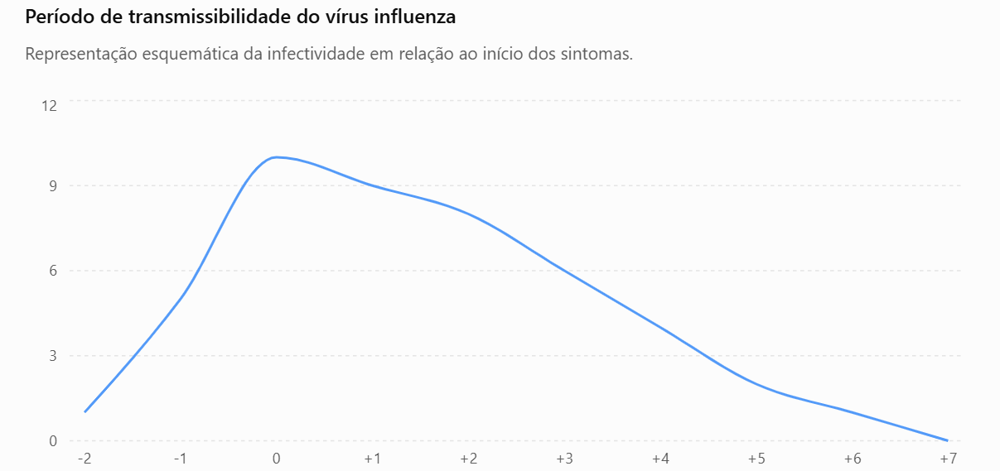 Período de transmissibilidade do vírus influenza
Representação esquemática da infectividade em relação ao início dos sintomas.
12
9
6
3
0
-2 -1 0 +1 +2 +3 +4 +5 +6 +7